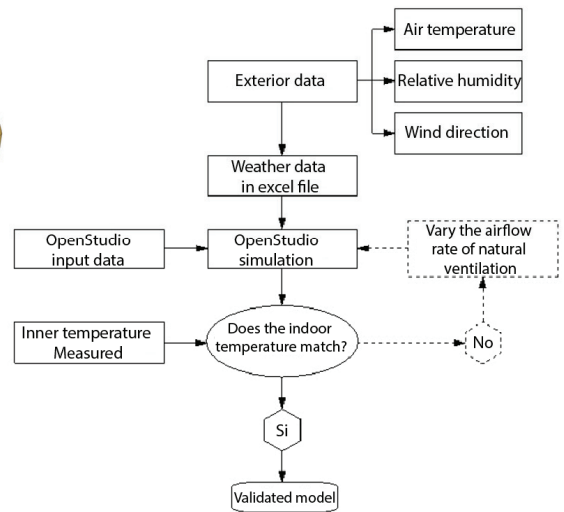 Air temperature
Exterior data
Relative humidity
Wind direction
Weather data
in excel file
OpenStudio
input data
OpenStudio
simulation
Vary the airflow
rate of natural
ventilation
Inner temperature
Measured
Does the indoor
temperature match?
No
Si
Validated model